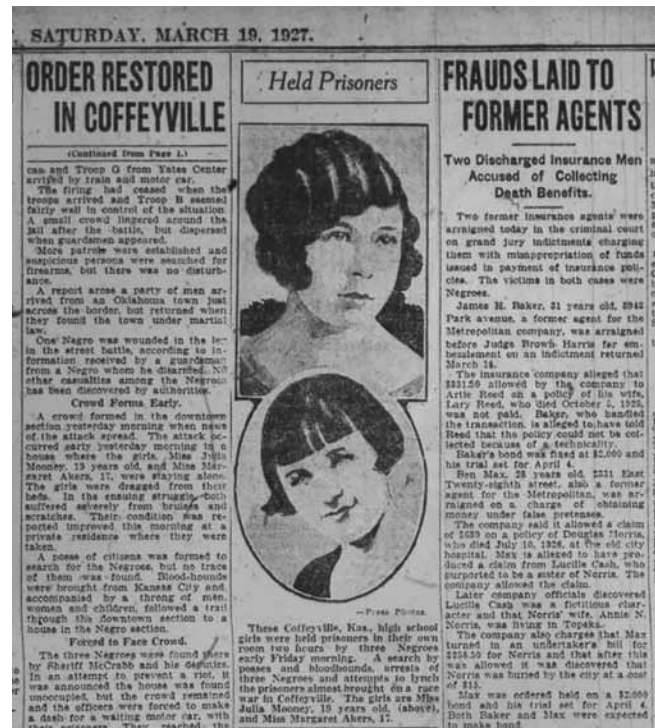 SATURDAY, MARCH 19, 1927.
ORDER RESTORED
IN COFFEYVILLE
(Continued from Page 1.)
can and Troop G from Yates Center
arrived by train and motor car.
The firing had ceased when the
troops arrived and Troop B seemed
fairly well in control of the situation.
A small crowd lingered around the
jail after the battle, but dispersed
when guardsmen appeared.
More patrols were established and
suspicious persons were searched for
firearms, but there was no disturb-
ance.
A report arose a party of men ar-
rived from an Oklahoma town just
across the border, but returned when
they found the town under martial
law.
One Negro was wounded in the leg
in the street battle, according to in-
formation received by a guardsman
from a Negro whom he disarmed. No
other casualties among the Negroes
has been discovered by authorities.
Crowd Forms Early.
A crowd formed in the downtown
section yesterday morning when news
of the attack spread. The attack oc-
curred early yesterday morning in a
house where the girls, Miss Julia
Mooney, 19 years old, and Miss Mar-
garet Akers, 17, were staying alone.
The girls were dragged from their
beds. In the ensuing struggle both
suffered severely from bruises and
scratches. Their condition was re-
ported improved this morning at a
private residence where they were
taken.
A posse of citizens was formed to
search for the Negroes, but no trace
of them was found. Blood-hounds
were brought from Kansas City and,
accompanied by a throng of men,
women and children, followed a trail
through the downtown section to a
house in the Negro section.
Forced to Face Crowd.
The three Negroes were found there
by Sheriff McCrabb and his deputies.
In an attempt to prevent a riot, it
was announced the house was found
unoccupied, but the crowd remained
and the officers were forced to make
a dash for a waiting motor car, with
their prisoners. They reached the
Held Prisoners
—Press Photos.
These Coffeyville, Kas., high school
girls were held prisoners in their own
room two hours by three Negroes
early Friday morning. A search by
posses and bloodhounds, arrests of
three Negroes and attempts to lynch
the prisoners almost brought on a race
war in Coffeyville. The girls are Miss
Julia Mooney, 19 years old, (above),
and Miss Margaret Akers, 17.
FRAUDS LAID TO
FORMER AGENTS
Two Discharged Insurance Men
Accused of Collecting
Death Benefits.
Two former insurance agents were
arraigned today in the criminal court
on grand jury indictments charging
them with misappropriation of funds
issued in payment of insurance poli-
cies. The victims in both cases were
Negroes.
James H. Baker, 31 years old,
Park avenue, a former agent for the
Metropolitan company, was arraigned
before Judge Brown Harris for em-
bezzlement on an indictment returned
March 14.
The insurance company alleged that
$331.50 allowed by the company to
Artie Reed on a policy of his wife,
Lary Reed, who died October 5, 1925,
was not paid. Baker, who handled
the transaction, is alleged to have told
Reed that the policy could not be col-
lected because of a technicality.
Baker's bond was fixed at $2,000 and
his trial set for April 4.
Ben Max, 28 years old, 2331 East
Twenty-eighth street, also a former
agent for the Metropolitan, was ar-
raigned on a charge of obtaining
money under false pretenses.
The company said it allowed a claim
of on a policy of Douglas Norris,
who died July 10, 1926, at the old city
hospital. Max is alleged to have pro-
duced a claim from Lucille Cash, who
purported to be a sister of Norris. The
company allowed the claim.
Later company officials discovered
Lucille Cash was a fictitious char-
acter and that Norris' wife, Annie N.
Norris, was living in Topeka.
The company also charges that Max
turned in an undertaker's bill for
$258.50 for Norris and that after this
was allowed it was discovered that
Norris was buried by the city at a cost
of $15.
Max was ordered held on a $2,000
bond and his trial set for April 4.
Both Baker and Max were expected
to make bond.